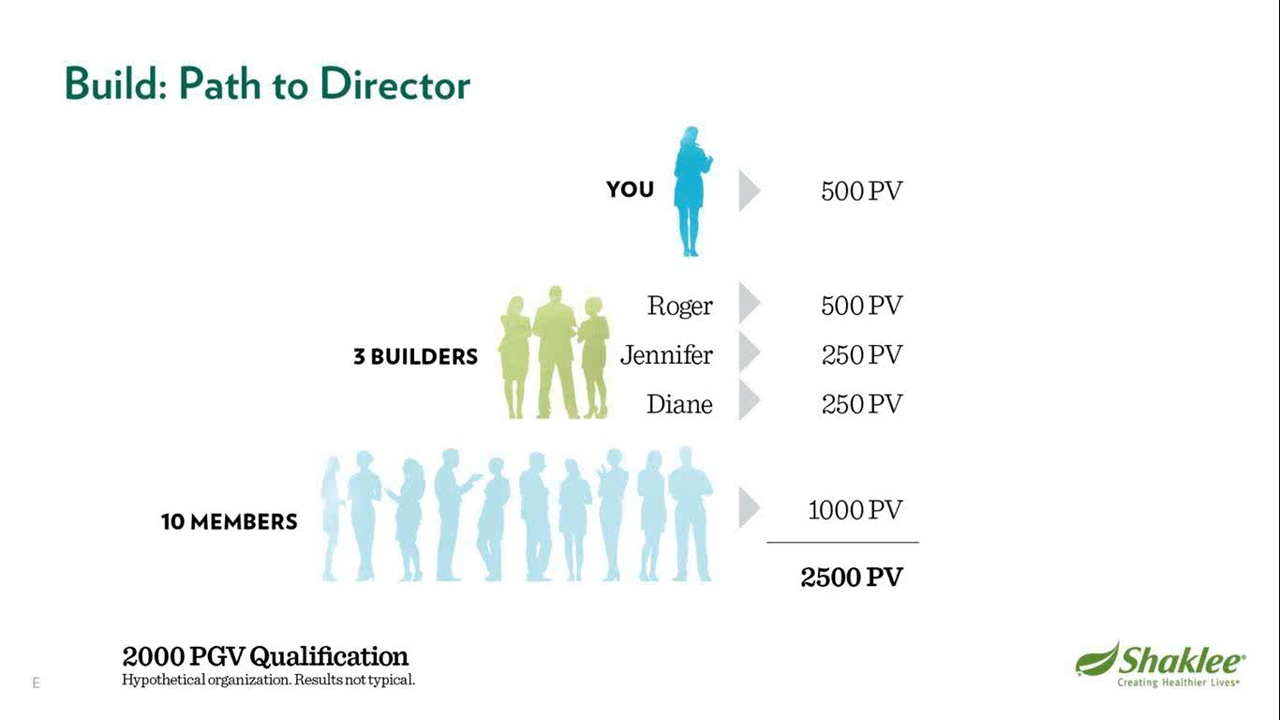 Build: Path to Director
YOU
500 PV
Roger
500 PV
3 BUILDERS
Jennifer
250 PV
Diane
250 PV
10 MEMBERS
1000 PV
2500 PV
2000 PGV Qualification
Hypothetical organization. Results not typical.
E
Shaklee®
Creating Healthier Lives®